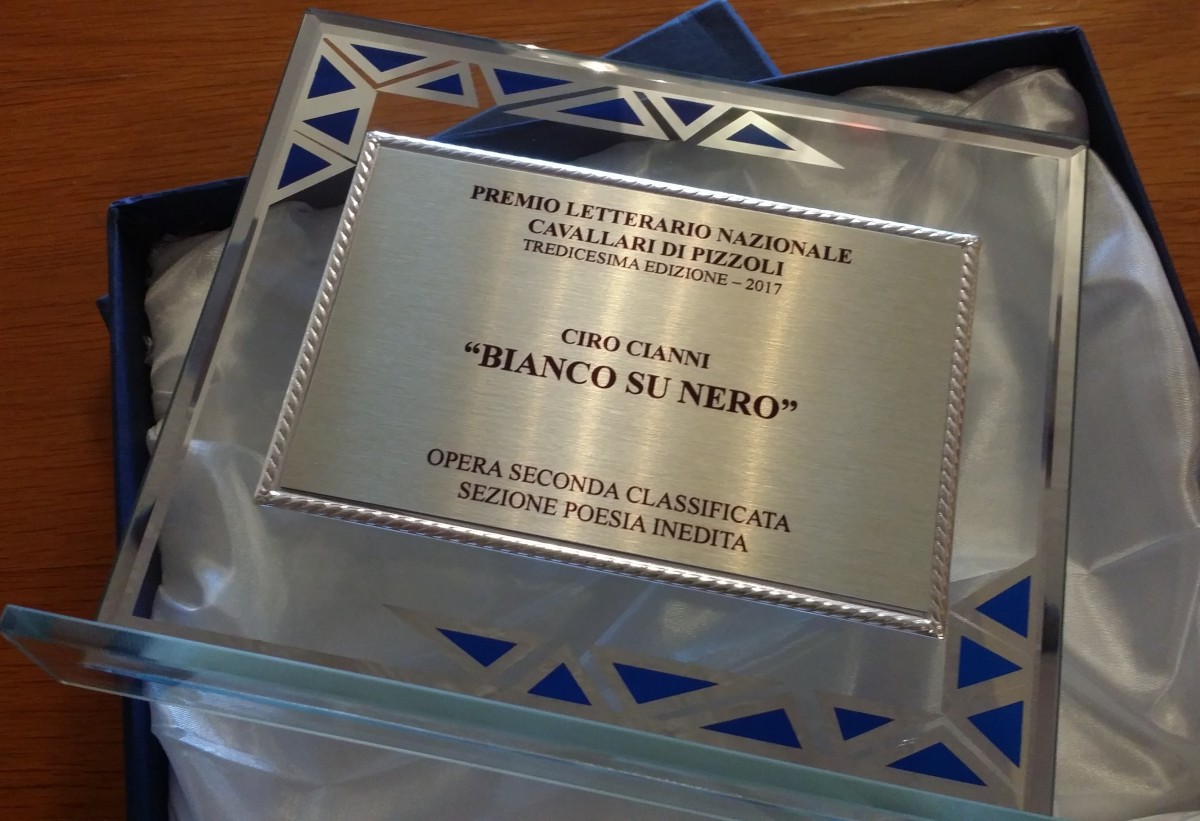 PREMIO LETTERARIO NAZIONALE
CAVALLARI DI PIZZOLI
TREDICESIMA EDIZIONE – 2017
CIRO CIANNI
“BIANCO SU NERO”
OPERA SECONDA CLASSIFICATA
SEZIONE POESIA INEDITA